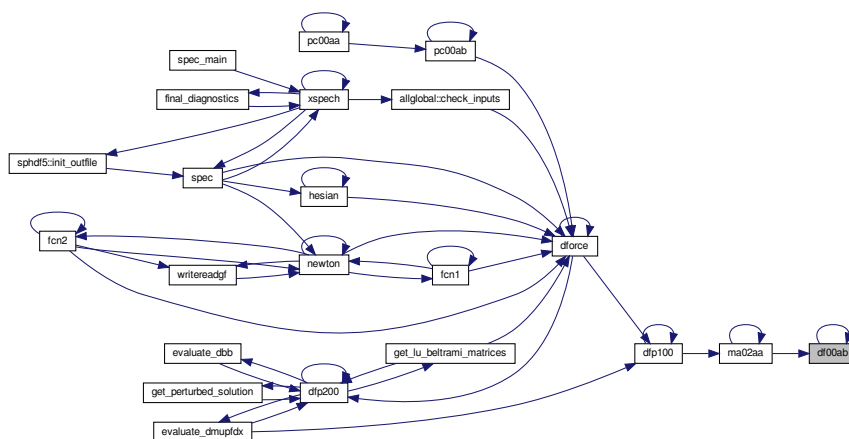 pc00aa
pc00ab
spec_main
final_diagnostics
xspech
allglobal::check_inputs
sphdf5::init_outfile
spec
hesian
fcn2
dforce
newton
writereadgf
fcn1
evaluate_dbb
get_lu_beltrami_matrices
dfp100
ma02aa
df00ab
get_perturbed_solution
dfp200
evaluate_dmupfdx